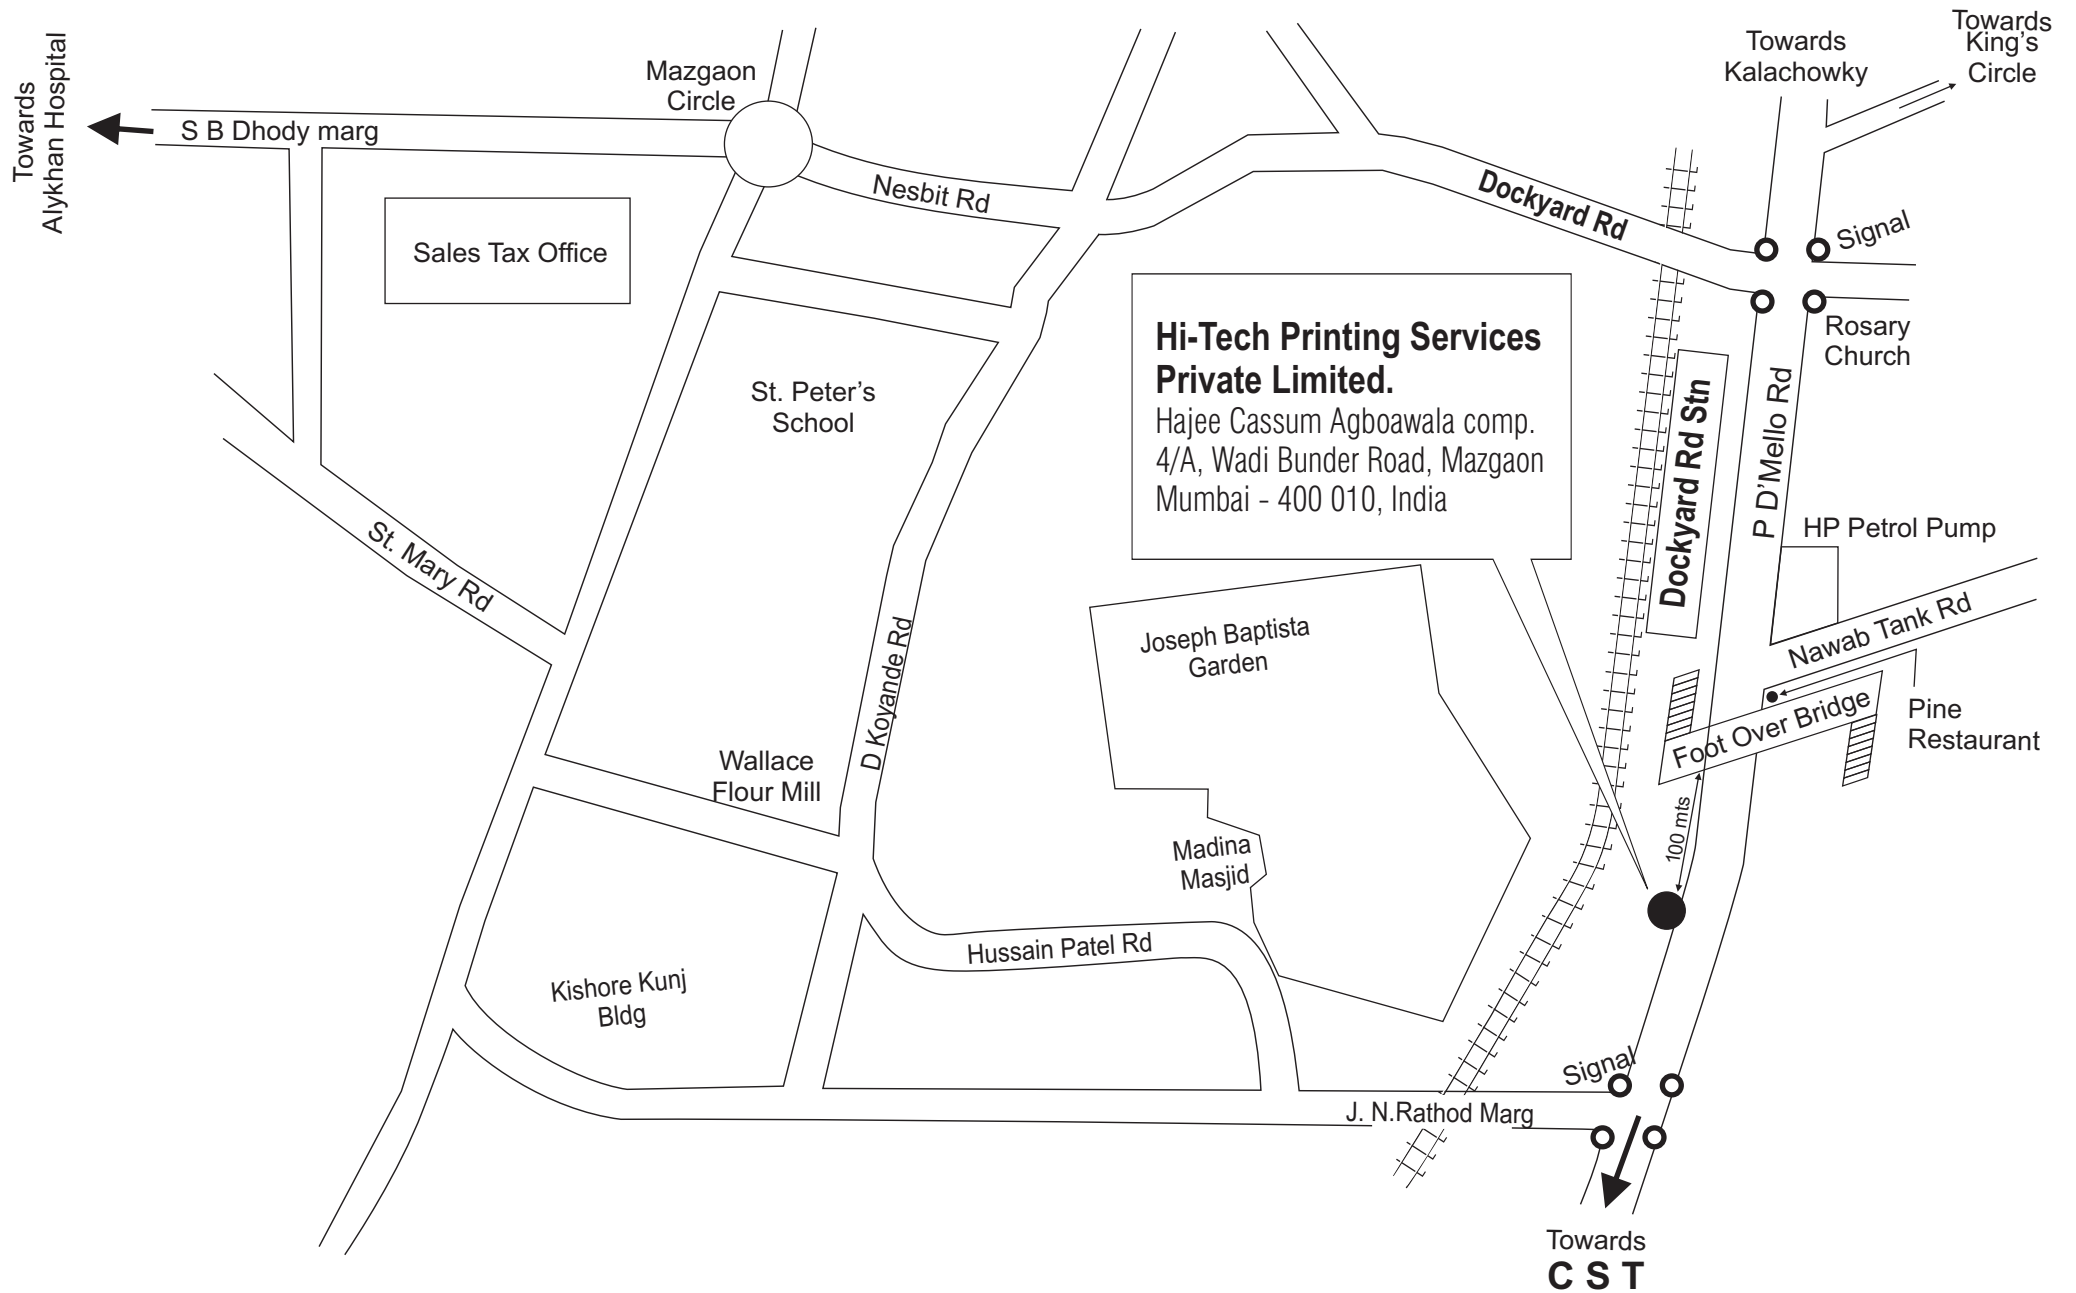 Towards
Alykhan Hospital
S B Dhody marg
Mazgaon
Circle
Nesbit Rd
Sales Tax Office
St. Peter's
School
St. Mary Rd
Wallace
Flour Mill
D Koyande Rd
Kishore Kunj
Bldg
Hussain Patel Rd
Joseph Baptista
Garden
Madina
Masjid
Hi-Tech Printing Services
Private Limited.
Hajee Cassum Agboawala comp.
4/A, Wadi Bunder Road, Mazgaon
Mumbai - 400 010, India
Dockyard Rd
Towards
Kalachowky
Towards
King's
Circle
Signal
Rosary
Church
Dockyard Rd Stn
P D'Mello Rd
HP Petrol Pump
Nawab Tank Rd
Foot Over Bridge
Pine
Restaurant
100 mts
Signal
J. N.Rathod Marg
Towards
C S T